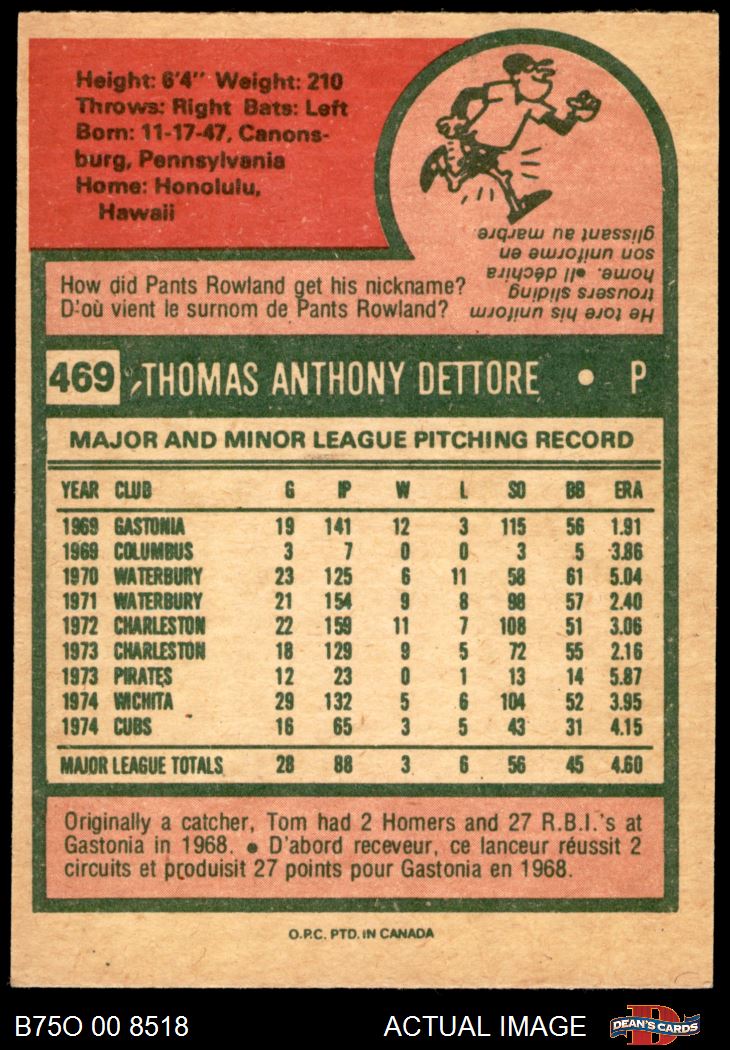 Height: 6'4" Weight: 210
Throws: Right Bats: Left
Born: 11-17-47, Canons-
burg, Pennsylvania
Home: Honolulu,
Hawaii
How did Pants Rowland get his nickname?
D'où vient le surnom de Pants Rowland?
He tore his uniform
trousers sliding
home. ● Il déchira
son uniforme en
glissant au marbre.
469 THOMAS ANTHONY DETTORE • P
MAJOR AND MINOR LEAGUE PITCHING RECORD
YEAR CLUB G IP W L SO BB ERA
1969 GASTONIA 19 141 12 3 115 56 1.91
1969 COLUMBUS 3 7 0 0 3 5 3.86
1970 WATERBURY 23 125 6 11 58 61 5.04
1971 WATERBURY 21 154 9 8 98 57 2.40
1972 CHARLESTON 22 159 11 7 108 51 3.06
1973 CHARLESTON 18 129 9 5 72 55 2.16
1973 PIRATES 12 23 0 1 13 14 5.87
1974 WICHITA 29 132 5 6 104 52 3.95
1974 CUBS 16 65 3 5 43 31 4.15
MAJOR LEAGUE TOTALS 28 88 3 6 56 45 4.60
Originally a catcher, Tom had 2 Homers and 27 R.B.I.'s at
Gastonia in 1968. ● D'abord receveur, ce lanceur réussit 2
circuits et produisit 27 points pour Gastonia en 1968.
O.P.C. PTD. IN CANADA
B75O 00 8518 ACTUAL IMAGE DEAN'S CARDS